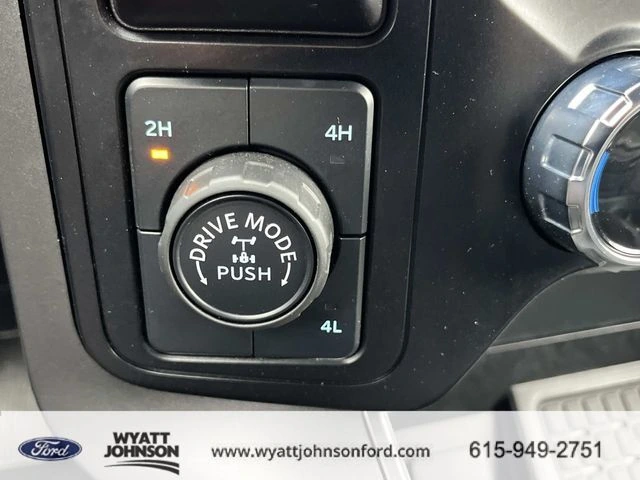 2H
4H
DRIVE MODE
PUSH
4L
Ford
WYATT
JOHNSON
www.wyattjohnsonford.com
615-949-2751